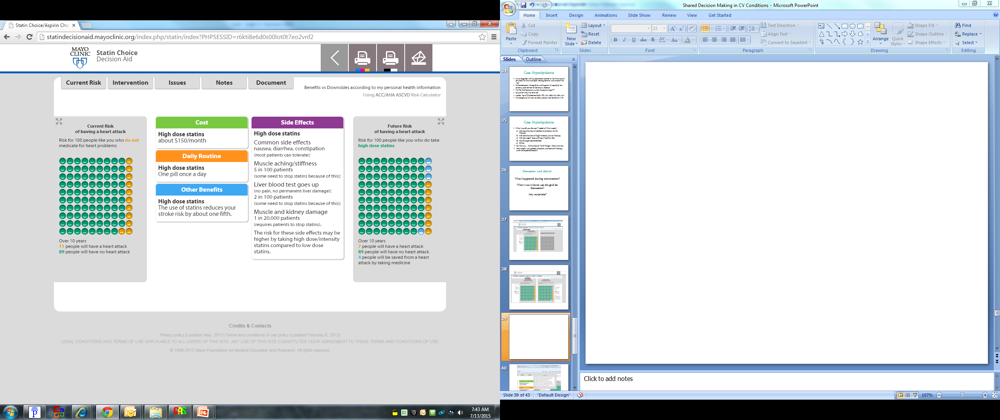 Statin Choice/Aspirin Cho
statindecisionaid.mayoclinic.org/index.php/statin/index?PHPSESSID=r6kti8e6d0s00lot0t7eo2vnf2
MAYO
CLINIC
Statin Choice
Decision Aid
Current Risk
Intervention
Issues
Notes
Document
Benefits vs Downsides according to my personal health information
Using ACC/AHA ASCVD Risk Calculator
Current Risk
of having a heart attack
Risk for 100 people like you who do not
medicate for heart problems
Over 10 years
11 people will have a heart attack
89 people will have no heart attack
Cost
High dose statins
about $150/month
Daily Routine
High dose statins
One pill once a day
Other Benefits
High dose statins
The use of statins reduces your
stroke risk by about one fifth.
Side Effects
High dose statins
Common side effects
nausea, diarrhea, constipation
(most patients can tolerate);
Muscle aching/stiffness
5 in 100 patients
(some need to stop statins because of this);
Liver blood test goes up
(no pain, no permanent liver damage):
2 in 100 patients
(some need to stop statins because of this);
Muscle and kidney damage
1 in 20,000 patients
(requires patients to stop statins).
The risk for these side effects may be
higher by taking high dose/intensity
statins compared to low dose
statins.
Future Risk
of having a heart attack
Risk for 100 people like you who do take
high dose statins
Over 10 years
7 people will have a heart attack
89 people will have no heart attack
4 people will be saved from a heart
attack by taking medicine
Credits & Contacts
Privacy policy (Updated May, 2015) Terms and conditions of use policy (Updated February 6, 2015)
LEGAL CONDITIONS AND TERMS OF USE APPLICABLE TO ALL USERS OF THIS SITE. ANY USE OF THIS SITE CONSTITUTES YOUR AGREEMENT TO THESE TERMS AND CONDITIONS OF USE.
© 1998-2015 Mayo Foundation for Medical Education and Research. All rights reserved.
7:43 AM
7/13/2015
Shared Decision Making in CV Conditions - Microsoft PowerPoint
Home
Insert
Design
Animations
Slide Show
Review
View
Get Started
Paste
Cut
Copy
Format Painter
Clipboard
New
Slide
Layout
Reset
Delete
Slides
22
Font
Text Direction
Align Text
Convert to SmartArt
Paragraph
Arrange
Quick
Styles
Shape Fill
Shape Outline
Shape Effects
Drawing
Find
Replace
Select
Editing
Slides
Outline
34
Case: Hyperlipidemia
35
Case: Hyperlipidemia
36
Discussion and debrief
What happened during conversation?
What was it like to use the grid for
discussion?
Any surprises?
37
38
39
40
Click to add notes
Slide 39 of 43
"Default Design"
107%